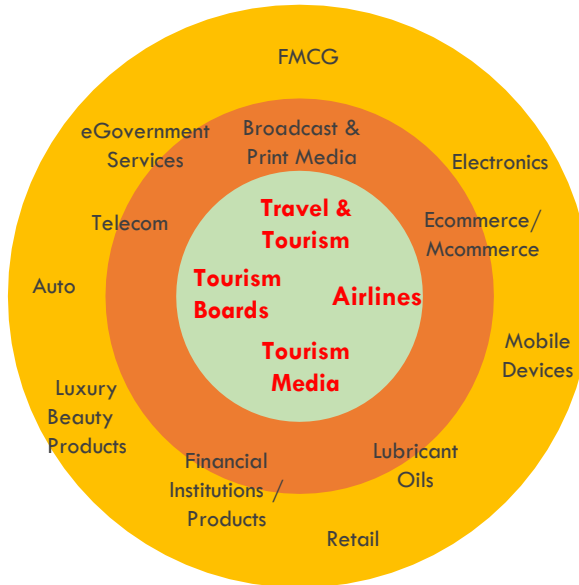 FMCG
eGovernment
Services
Broadcast &
Print Media
Electronics
Telecom
Travel &
Tourism
Ecommerce/
Mcommerce
Auto
Tourism
Boards
Airlines
Mobile
Devices
Tourism
Media
Luxury
Beauty
Products
Financial
Institutions /
Products
Lubricant
Oils
Retail